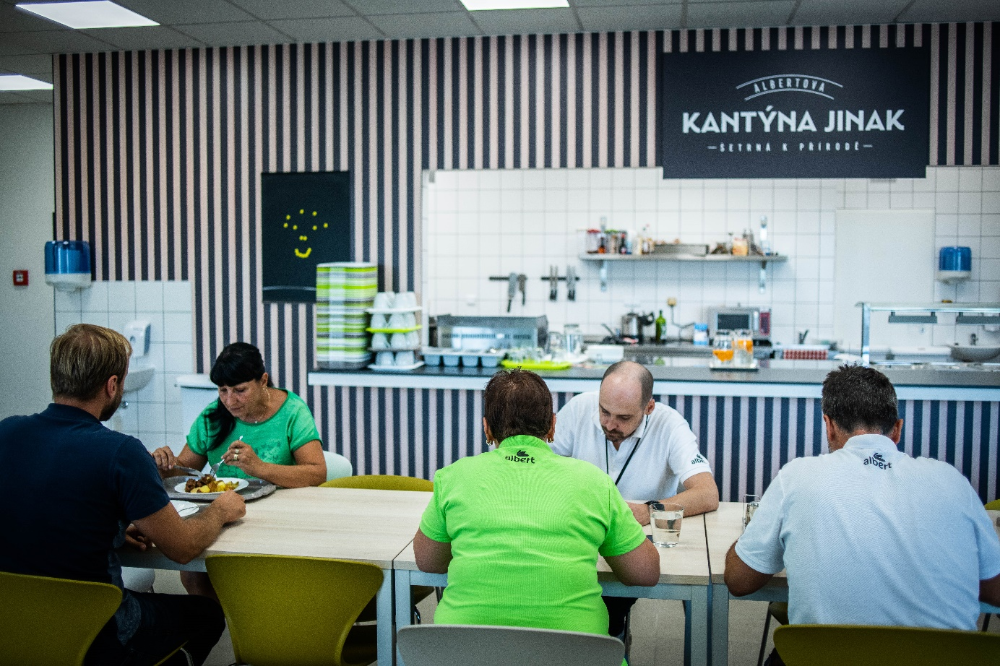 ALBERTOVA
KANTÝNA JINAK
—ŠETRNÁ K PŘÍRODĚ—
albert
albert
albert